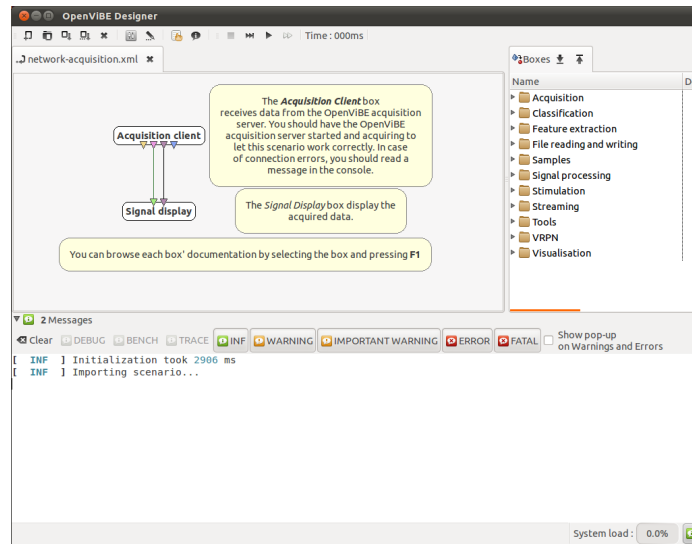 OpenViBE Designer
Time : 000ms
network-acquisition.xml
Boxes
Name
D
The Acquisition Client box
receives data from the OpenViBE acquisition
server. You should have the OpenViBE
acquisition server started and acquiring to
let this scenario work correctly. In case
of connection errors, you should read a
message in the console.
Acquisition client
Signal display
The Signal Display box display the
acquired data.
You can browse each box' documentation by selecting the box and pressing F1
Acquisition
Classification
Feature extraction
File reading and writing
Samples
Signal processing
Stimulation
Streaming
Tools
VRPN
Visualisation
2 Messages
Clear DEBUG BENCH TRACE INF WARNING IMPORTANT WARNING ERROR FATAL Show pop-up
on Warnings and Errors
[ INF ] Initialization took 2906 ms
[ INF ] Importing scenario...
System load : 0.0%